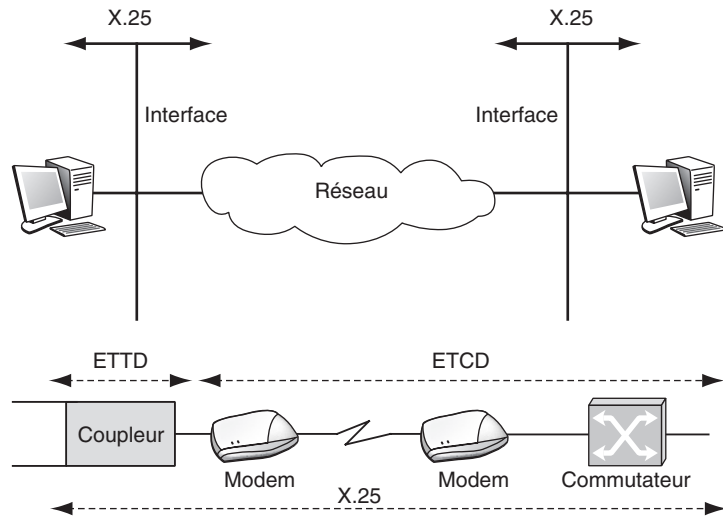 X.25
X.25
Interface
Interface
Réseau
ETTD
ETCD
Coupleur
Modem
Modem
Commutateur
X.25